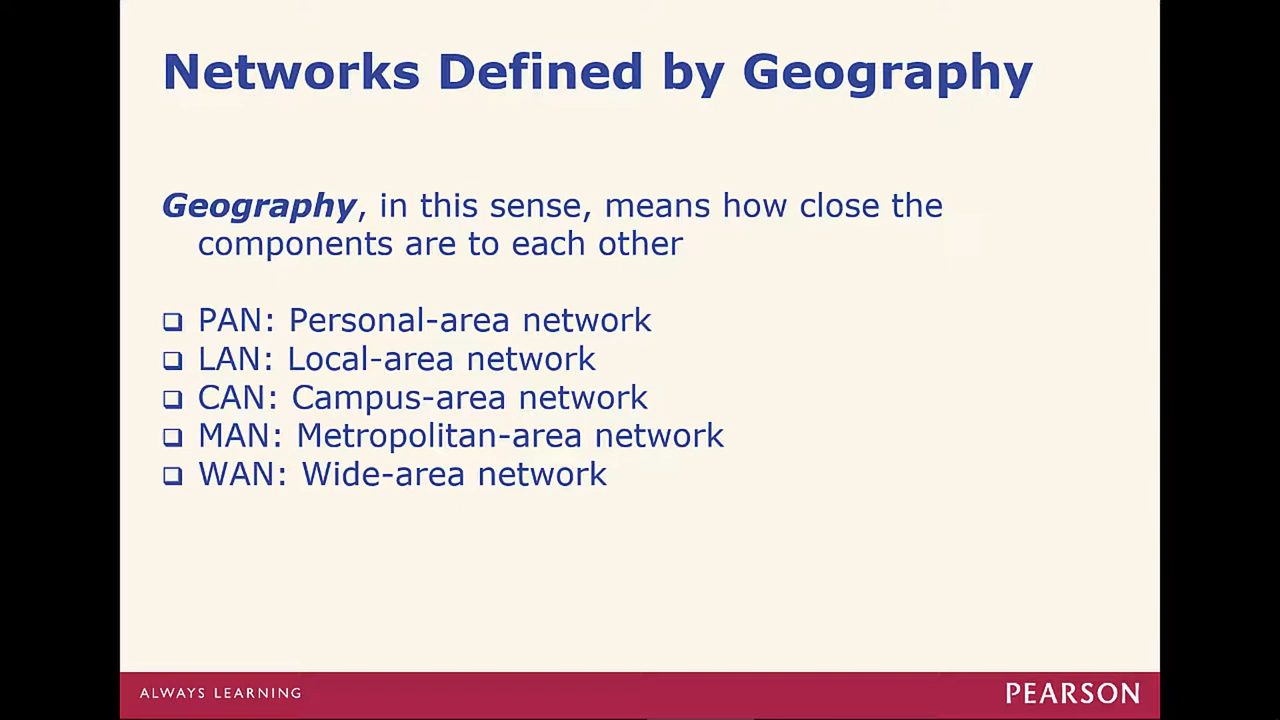 Networks Defined by Geography
Geography, in this sense, means how close the
components are to each other
❑ PAN: Personal-area network
❑ LAN: Local-area network
❑ CAN: Campus-area network
❑ MAN: Metropolitan-area network
❑ WAN: Wide-area network
ALWAYS LEARNING
PEARSON